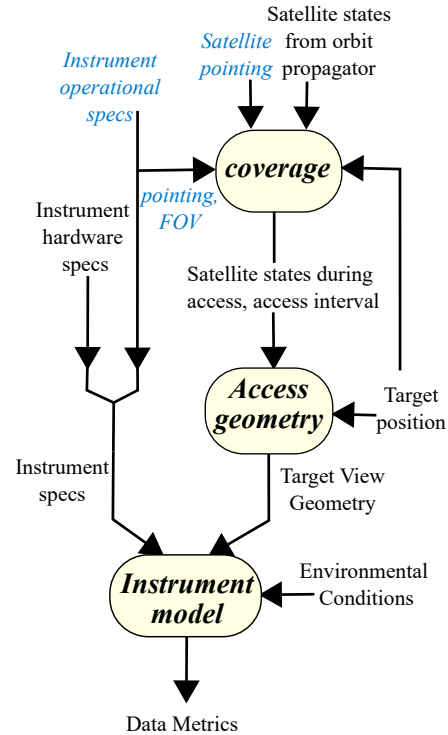 Satellite
pointing
Satellite states
from orbit
propagator
Instrument
operational
specs
coverage
pointing,
FOV
Instrument
hardware
specs
Satellite states during
access, access interval
Access
geometry
Target
position
Instrument
specs
Target View
Geometry
Instrument
model
Environmental
Conditions
Data Metrics